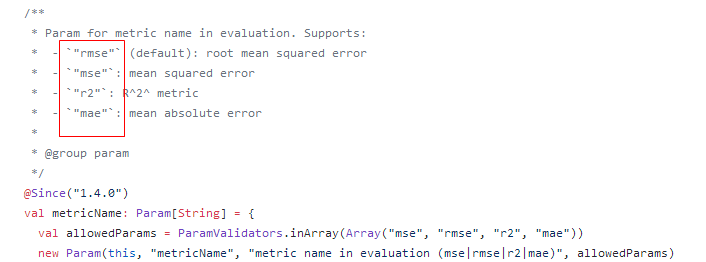 /**
* Param for metric name in evaluation. Supports:
* - `"rmse"` (default): root mean squared error
* - `"mse"`: mean squared error
* - `"r2"`: R^2^ metric
* - `"mae"`: mean absolute error
*
* @group param
*/
@Since("1.4.0")
val metricName: Param[String] = {
val allowedParams = ParamValidators.inArray(Array("mse", "rmse", "r2", "mae"))
new Param(this, "metricName", "metric name in evaluation (mse|rmse|r2|mae)", allowedParams)